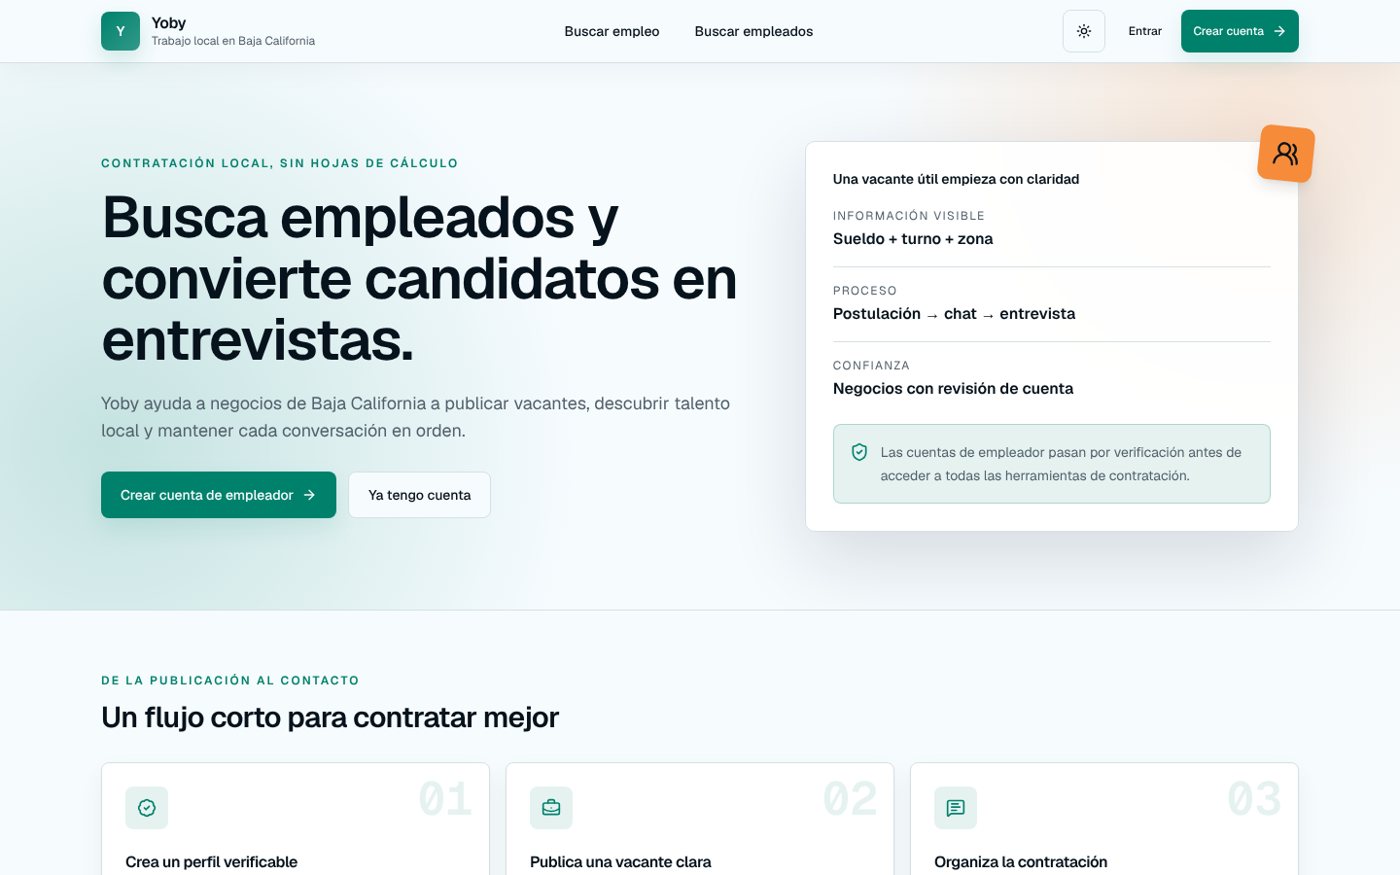 Y
Yoby
Trabajo local en Baja California
Buscar empleo
Buscar empleados
Entrar
Crear cuenta →
CONTRATACIÓN LOCAL, SIN HOJAS DE CÁLCULO
Busca empleados y
convierte candidatos en
entrevistas.
Yoby ayuda a negocios de Baja California a publicar vacantes, descubrir talento
local y mantener cada conversación en orden.
Crear cuenta de empleador →
Ya tengo cuenta
Una vacante útil empieza con claridad
INFORMACIÓN VISIBLE
Sueldo + turno + zona
PROCESO
Postulación → chat → entrevista
CONFIANZA
Negocios con revisión de cuenta
Las cuentas de empleador pasan por verificación antes de
acceder a todas las herramientas de contratación.
DE LA PUBLICACIÓN AL CONTACTO
Un flujo corto para contratar mejor
01
Crea un perfil verificable
02
Publica una vacante clara
03
Organiza la contratación